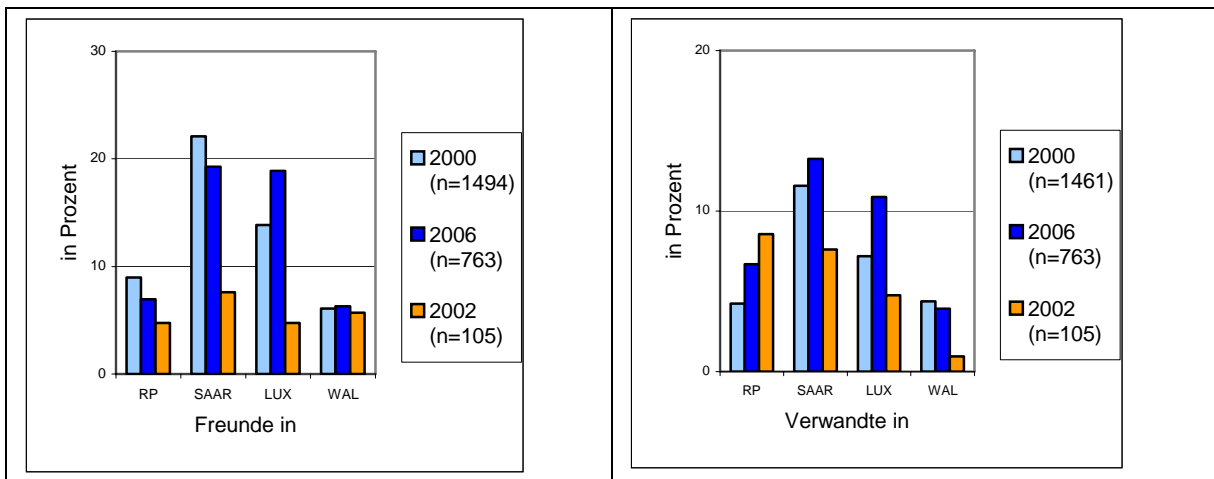 30
20
10
0
in Prozent
RP SAAR LUX WAL
Freunde in
2000
(n=1494)
2006
(n=763)
2002
(n=105)
20
10
0
in Prozent
RP SAAR LUX WAL
Verwandte in
2000
(n=1461)
2006
(n=763)
2002
(n=105)